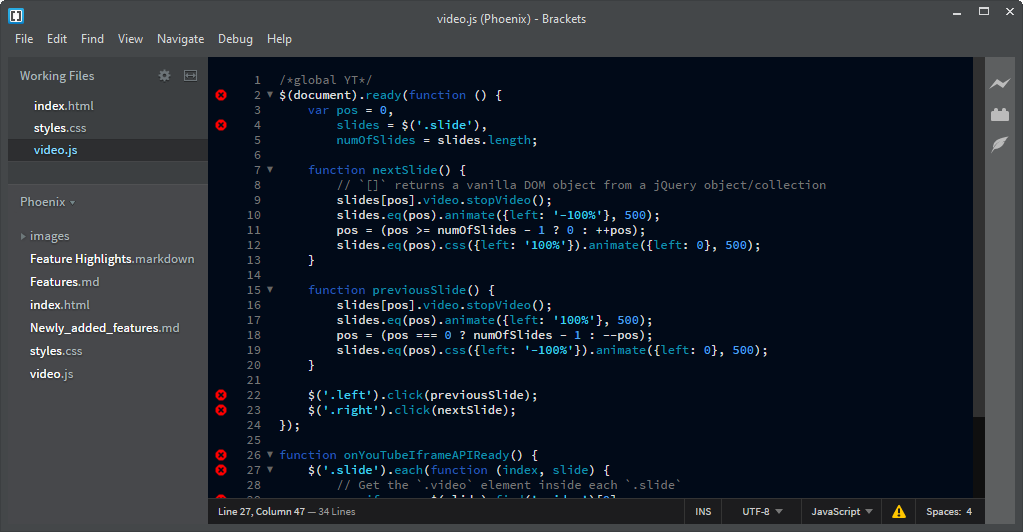 video.js (Phoenix) - Brackets
File Edit Find View Navigate Debug Help
Working Files
index.html
styles.css
video.js
Phoenix
images
Feature Highlights.markdown
Features.md
index.html
Newly_added_features.md
styles.css
video.js
1 /*global YT*/
2 $(document).ready(function () {
3     var pos = 0,
4         slides = $('.slide'),
5         numOfSlides = slides.length;
6
7     function nextSlide() {
8         // `[]` returns a vanilla DOM object from a jQuery object/collection
9         slides[pos].video.stopVideo();
10         slides.eq(pos).animate({left: '-100%'}, 500);
11         pos = (pos >= numOfSlides - 1 ? 0 : ++pos);
12         slides.eq(pos).css({left: '100%'}).animate({left: 0}, 500);
13     }
14
15     function previousSlide() {
16         slides[pos].video.stopVideo();
17         slides.eq(pos).animate({left: '100%'}, 500);
18         pos = (pos === 0 ? numOfSlides - 1 : --pos);
19         slides.eq(pos).css({left: '-100%'}).animate({left: 0}, 500);
20     }
21
22     $('.left').click(previousSlide);
23     $('.right').click(nextSlide);
24 });
25
26 function onYouTubeIframeAPIReady() {
27     $('.slide').each(function (index, slide) {
28         // Get the `.video` element inside each `.slide`
Line 27, Column 47 — 34 Lines
INS UTF-8 JavaScript Spaces: 4